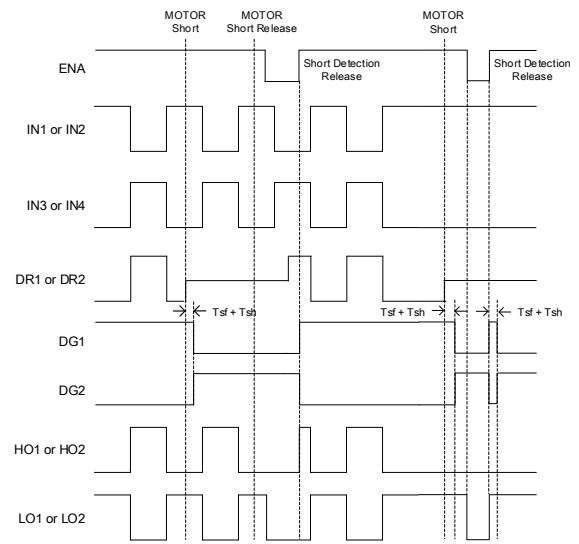 MOTOR
Short
MOTOR
Short Release
MOTOR
Short
ENA
Short Detection
Release
Short Detection
Release
IN1 or IN2
IN3 or IN4
DR1 or DR2
Tsf + Tsh
Tsf + Tsh
Tsf + Tsh
DG1
DG2
HO1 or HO2
LO1 or LO2